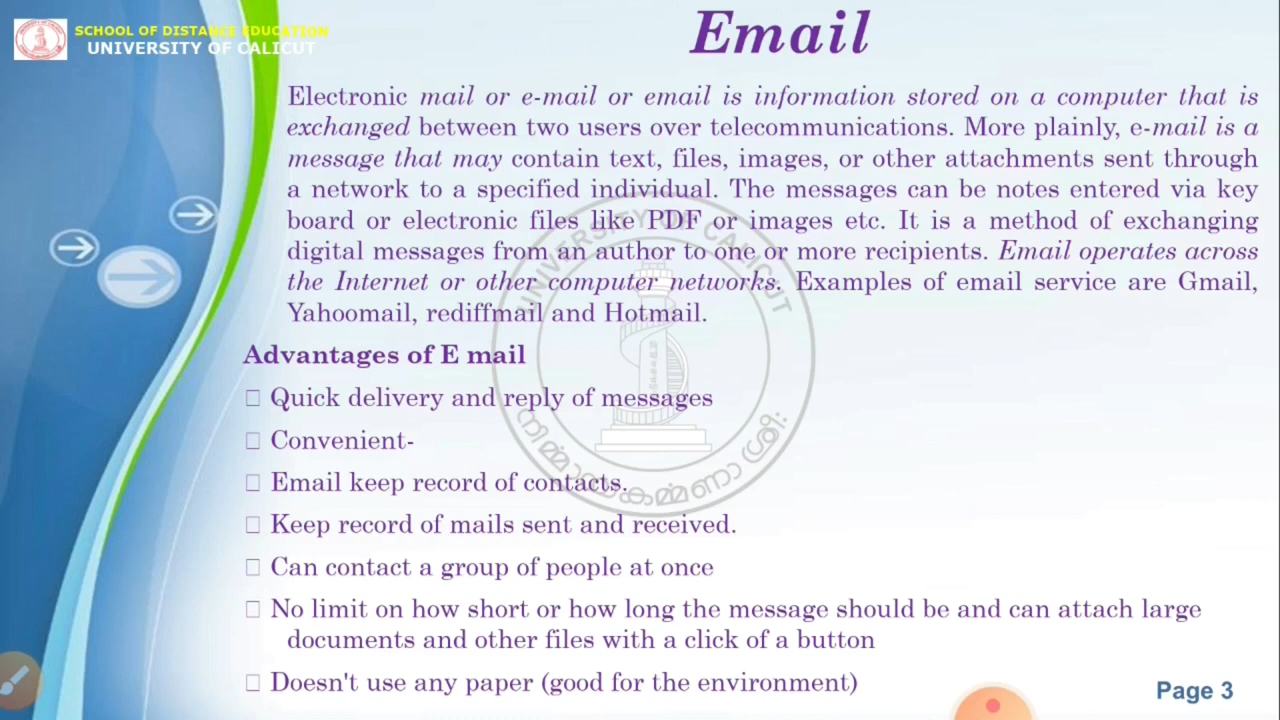 SCHOOL OF DISTANCE EDUCATION
UNIVERSITY OF CALICUT
Email
Electronic mail or e-mail or email is information stored on a computer that is
exchanged between two users over telecommunications. More plainly, e-mail is a
message that may contain text, files, images, or other attachments sent through
a network to a specified individual. The messages can be notes entered via key
board or electronic files like PDF or images etc. It is a method of exchanging
digital messages from an author to one or more recipients. Email operates across
the Internet or other computer networks. Examples of email service are Gmail,
Yahoomail, rediffmail and Hotmail.
Advantages of E mail
Quick delivery and reply of messages
Convenient-
Email keep record of contacts.
Keep record of mails sent and received.
Can contact a group of people at once
No limit on how short or how long the message should be and can attach large
documents and other files with a click of a button
Doesn't use any paper (good for the environment)
Page 3
UNIVERSITY OF CALICUT